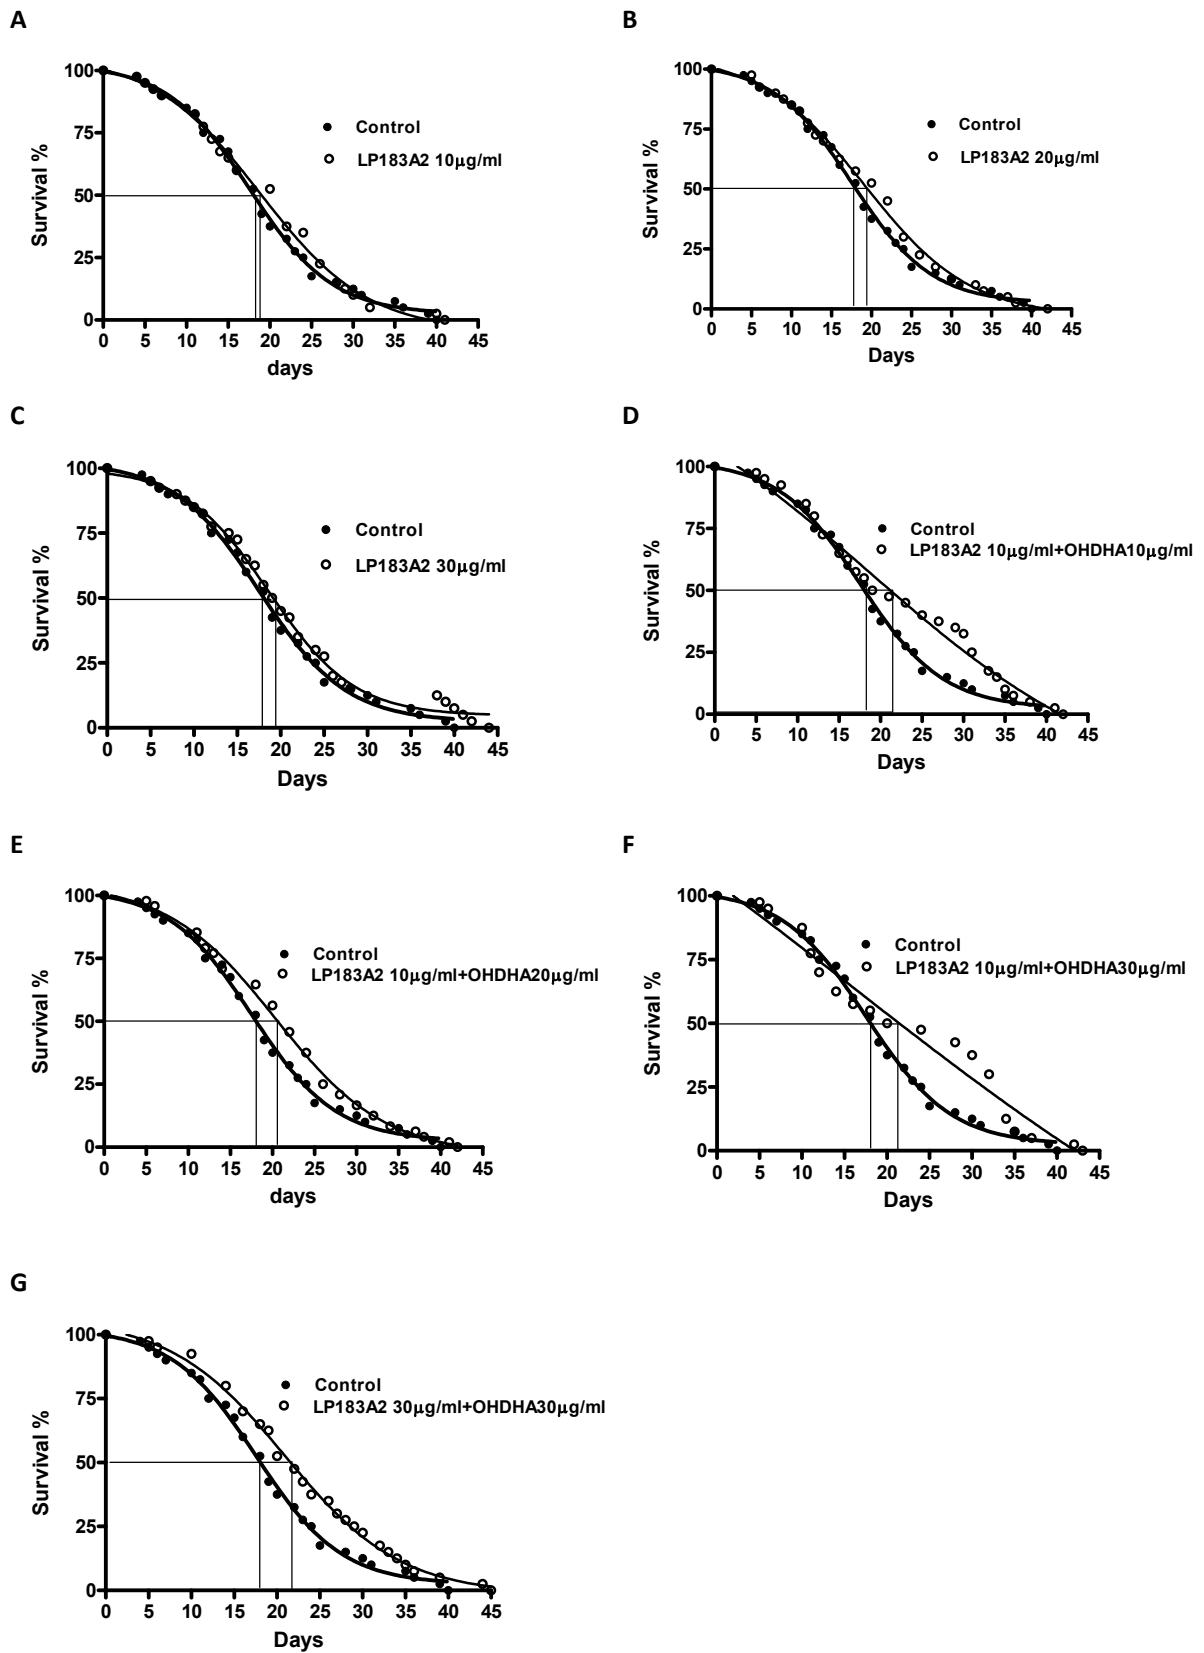 A
Survival %
100
75
50
25
0
0 5 10 15 20 25 30 35 40 45
days
Control
LP183A2 10µg/ml
B
Survival %
100
75
50
25
0
0 5 10 15 20 25 30 35 40 45
Days
Control
LP183A2 20µg/ml
C
Survival %
100
75
50
25
0
0 5 10 15 20 25 30 35 40 45
Days
Control
LP183A2 30µg/ml
D
Survival %
100
75
50
25
0
0 5 10 15 20 25 30 35 40 45
Days
Control
LP183A2 10µg/ml+OHDHA10µg/ml
E
Survival %
100
75
50
25
0
0 5 10 15 20 25 30 35 40 45
days
Control
LP183A2 10µg/ml+OHDHA20µg/ml
F
Survival %
100
75
50
25
0
0 5 10 15 20 25 30 35 40 45
Days
Control
LP183A2 10µg/ml+OHDHA30µg/ml
G
Survival %
100
75
50
25
0
0 5 10 15 20 25 30 35 40 45
Days
Control
LP183A2 30µg/ml+OHDHA30µg/ml